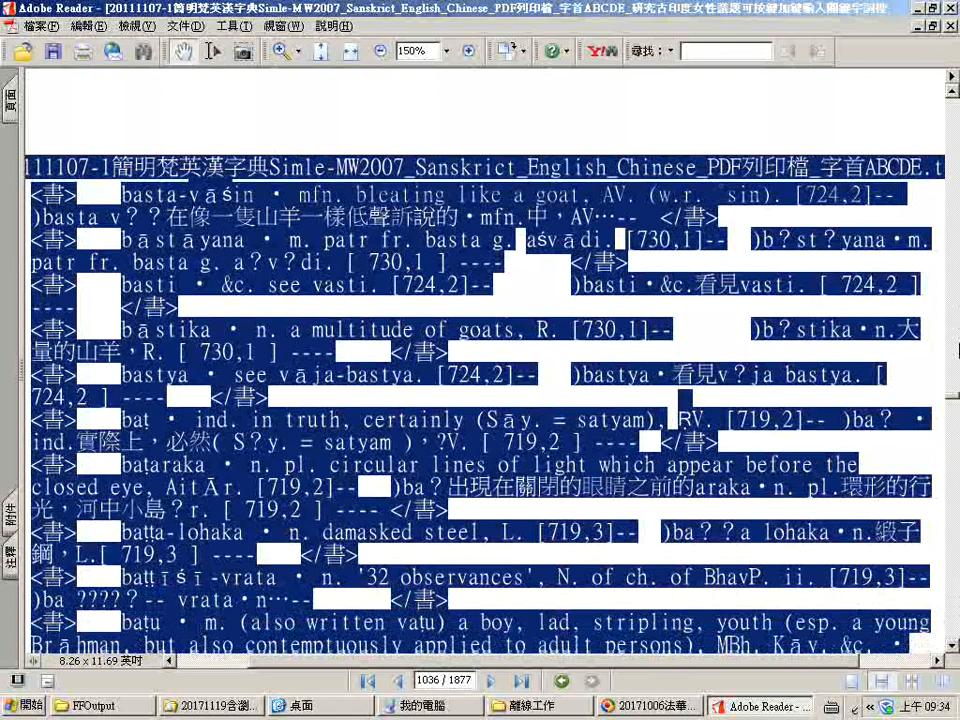 Adobe Reader - [20111107-1簡明梵英漢字典Simle-MW2007_Sanskrict_English_Chinese_PDF列印檔_字首ABCDE_研究古印度女性議題可按鍵加鍵輸入關鍵字詞搜
檔案(F) 編輯(E) 檢視(V) 文件(D) 工具(T) 視窗(W) 說明(H)
150% Y! 尋找:
頁面
111107-1簡明梵英漢字典Simle-MW2007_Sanskrict_English_Chinese_PDF列印檔_字首ABCDE.t
<書> basta-vāśin • mfn. bleating like a goat, AV. (w.r. °sin). [724,2]--
)basta v??在像一隻山羊一樣低聲訴說的•mfn.中,AV…-- </書>
<書> bāstāyana • m. patr fr. basta g. aśvādi. [730,1]-- )b?st?yana•m.
patr fr. basta g. a?v?di. [ 730,1 ] ---- </書>
<書> basti • &c. see vasti. [724,2]-- )basti•&c.看見vasti. [ 724,2 ]
---- </書>
<書> bāstika • n. a multitude of goats, R. [730,1]-- )b?stika•n.大
量的山羊,R. [ 730,1 ] ---- </書>
<書> bastya • see vāja-bastya. [724,2]-- )bastya•看見v?ja bastya. [
724,2 ] ---- </書>
<書> baṭ • ind. in truth, certainly (Sāy. = satyam), RV. [719,2]-- )ba? •
ind.實際上,必然( S?y. = satyam ),?V. [ 719,2 ] ---- </書>
<書> baṭaraka • n. pl. circular lines of light which appear before the
closed eye, AitĀr. [719,2]-- )ba?出現在關閉的眼睛之前的araka•n. pl.環形的行
光,河中小島?r. [ 719,2 ] ---- </書>
<書> baṭṭa-lohaka • n. damasked steel, L. [719,3]-- )ba??a lohaka•n.緞子
鋼,L.[ 719,3 ] ---- </書>
<書> baṭṭīśī-vrata • n. '32 observances', N. of ch. of BhavP. ii. [719,3]--
)ba ????? -- vrata•n…-- </書>
<書> baṭu • m. (also written vaṭu) a boy, lad, stripling, youth (esp. a young
Brāhman, but also contemptuously applied to adult persons), MBh. Kāv. &c. •
附件
注釋
8.26 x 11.69 英吋
1036 / 1877
開始 FFOutput 20171119含瀏... 桌面 我的電腦 離線工作 20171006法華... Adobe Reader - ... 上午 09:34